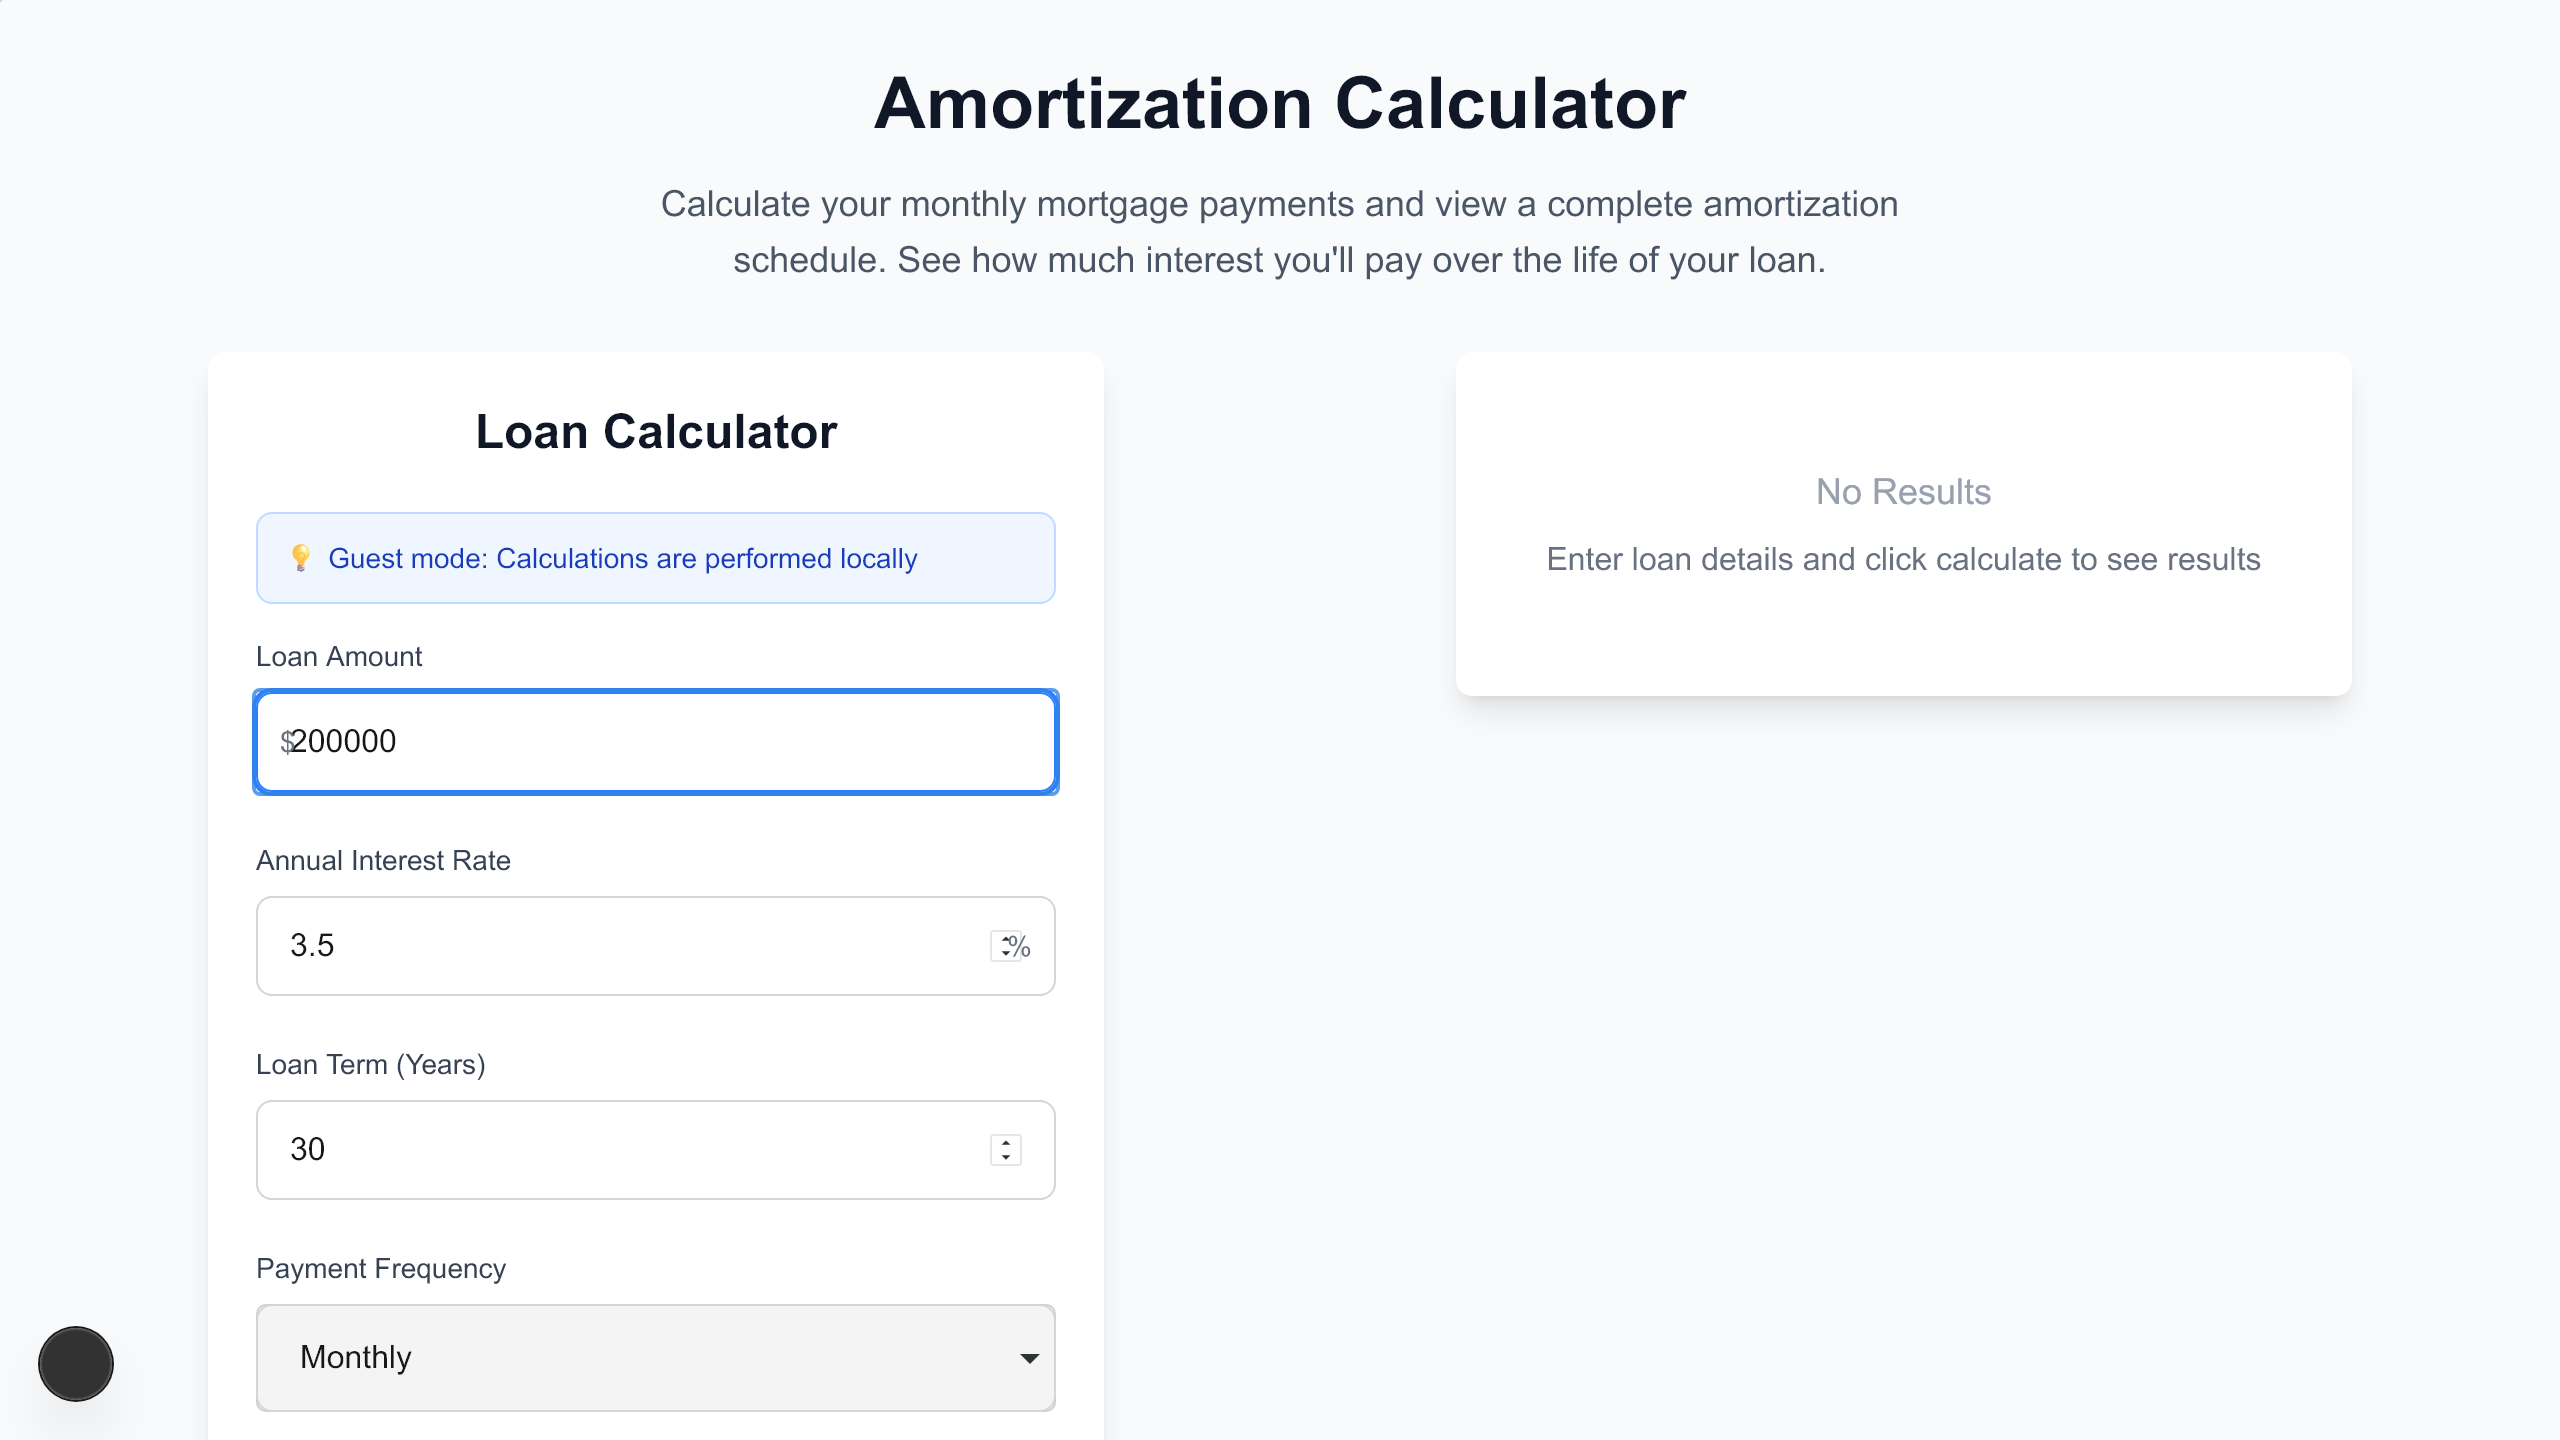 Amortization Calculator
Calculate your monthly mortgage payments and view a complete amortization
schedule. See how much interest you'll pay over the life of your loan.
Loan Calculator
💡 Guest mode: Calculations are performed locally
Loan Amount
$200000
Annual Interest Rate
3.5 %
Loan Term (Years)
30
Payment Frequency
Monthly
No Results
Enter loan details and click calculate to see results